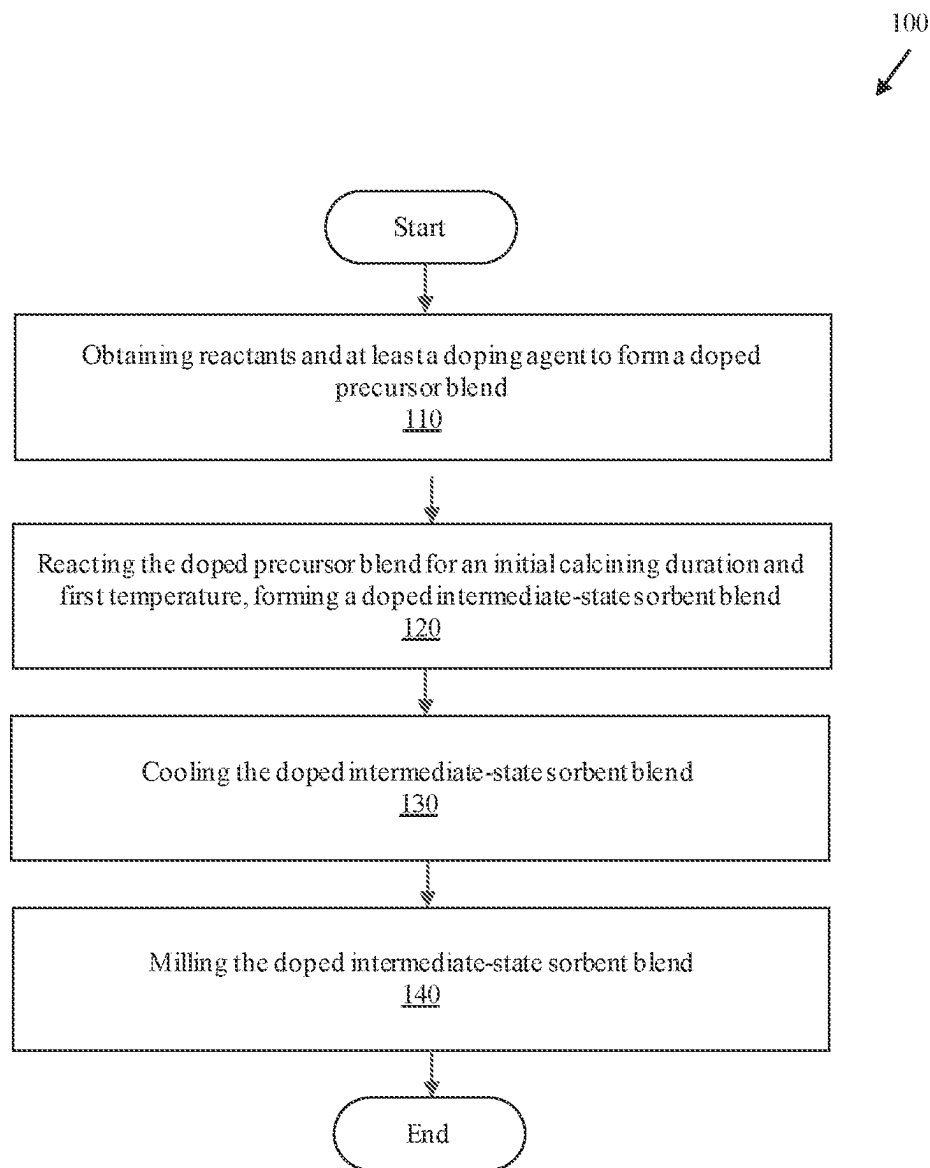 100
Start
Obtaining reactants and at least a doping agent to form a doped
precursor blend
110
Reacting the doped precursor blend for an initial calcining duration and
first temperature, forming a doped intermediate-state sorbent blend
120
Cooling the doped intermediate-state sorbent blend
130
Milling the doped intermediate-state sorbent blend
140
End